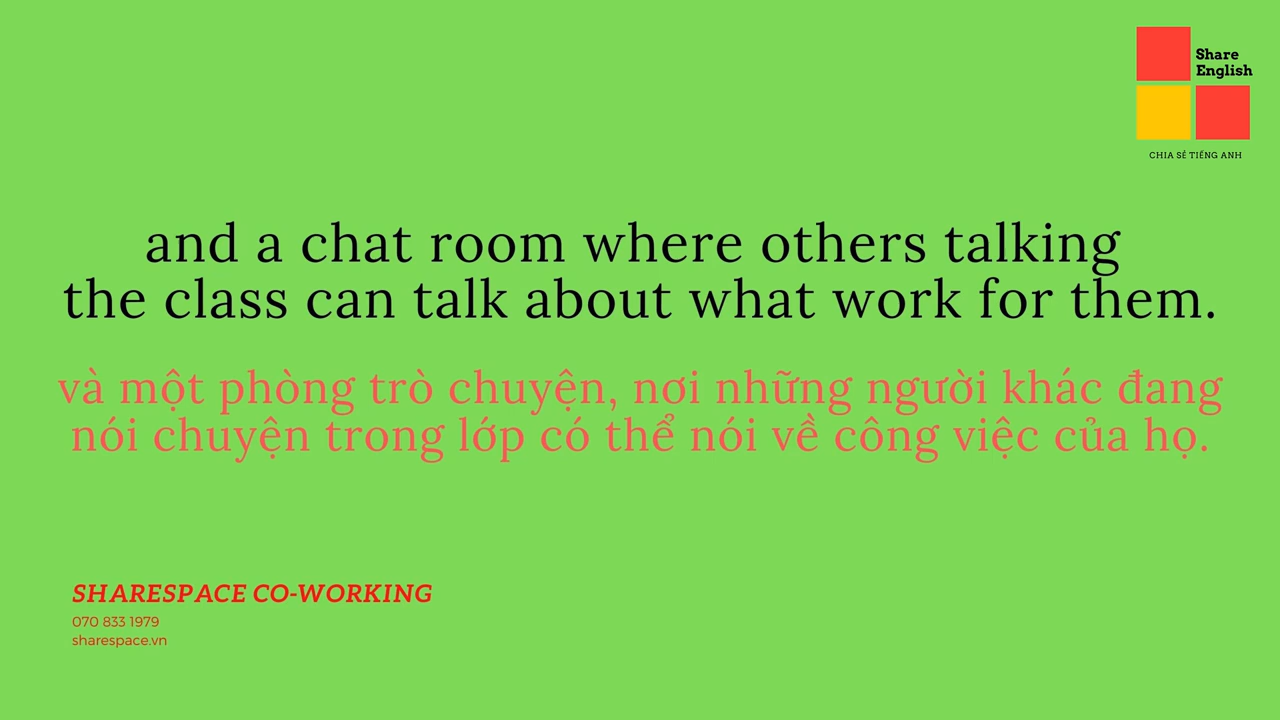 Share
English
CHIA SẺ TIẾNG ANH
and a chat room where others talking
the class can talk about what work for them.
và một phòng trò chuyện, nơi những người khác đang
nói chuyện trong lớp có thể nói về công việc của họ.
SHARESPACE CO-WORKING
070 833 1979
sharespace.vn